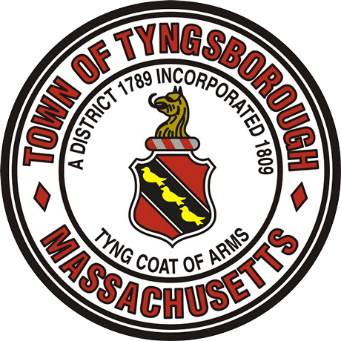 TOWN OF TYNGSBOROUGH
A DISTRICT 1789 INCORPORATED 1809
TYNG COAT OF ARMS
MASSACHUSETTS